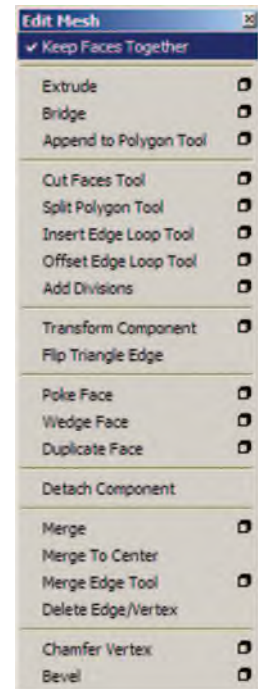 Edit Mesh
Keep Faces Together
Extrude
Bridge
Append to Polygon Tool
Cut Faces Tool
Split Polygon Tool
Insert Edge Loop Tool
Offset Edge Loop Tool
Add Divisions
Transform Component
Flip Triangle Edge
Poke Face
Wedge Face
Duplicate Face
Detach Component
Merge
Merge To Center
Merge Edge Tool
Delete Edge/Vertex
Chamfer Vertex
Bevel